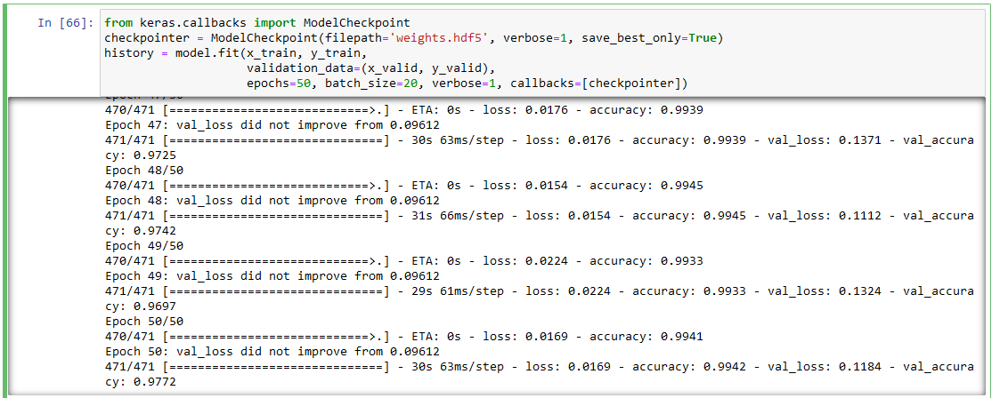 In [66]: from keras.callbacks import ModelCheckpoint
checkpointer = ModelCheckpoint(filepath='weights.hdf5', verbose=1, save_best_only=True)
history = model.fit(x_train, y_train,
validation_data=(x_valid, y_valid),
epochs=50, batch_size=20, verbose=1, callbacks=[checkpointer])
470/471 [============================>.] - ETA: 0s - loss: 0.0176 - accuracy: 0.9939
Epoch 47: val_loss did not improve from 0.09612
471/471 [==============================] - 30s 63ms/step - loss: 0.0176 - accuracy: 0.9939 - val_loss: 0.1371 - val_accura
cy: 0.9725
Epoch 48/50
470/471 [============================>.] - ETA: 0s - loss: 0.0154 - accuracy: 0.9945
Epoch 48: val_loss did not improve from 0.09612
471/471 [==============================] - 31s 66ms/step - loss: 0.0154 - accuracy: 0.9945 - val_loss: 0.1112 - val_accura
cy: 0.9742
Epoch 49/50
470/471 [============================>.] - ETA: 0s - loss: 0.0224 - accuracy: 0.9933
Epoch 49: val_loss did not improve from 0.09612
471/471 [==============================] - 29s 61ms/step - loss: 0.0224 - accuracy: 0.9933 - val_loss: 0.1324 - val_accura
cy: 0.9697
Epoch 50/50
470/471 [============================>.] - ETA: 0s - loss: 0.0169 - accuracy: 0.9941
Epoch 50: val_loss did not improve from 0.09612
471/471 [==============================] - 30s 63ms/step - loss: 0.0169 - accuracy: 0.9942 - val_loss: 0.1184 - val_accura
cy: 0.9772